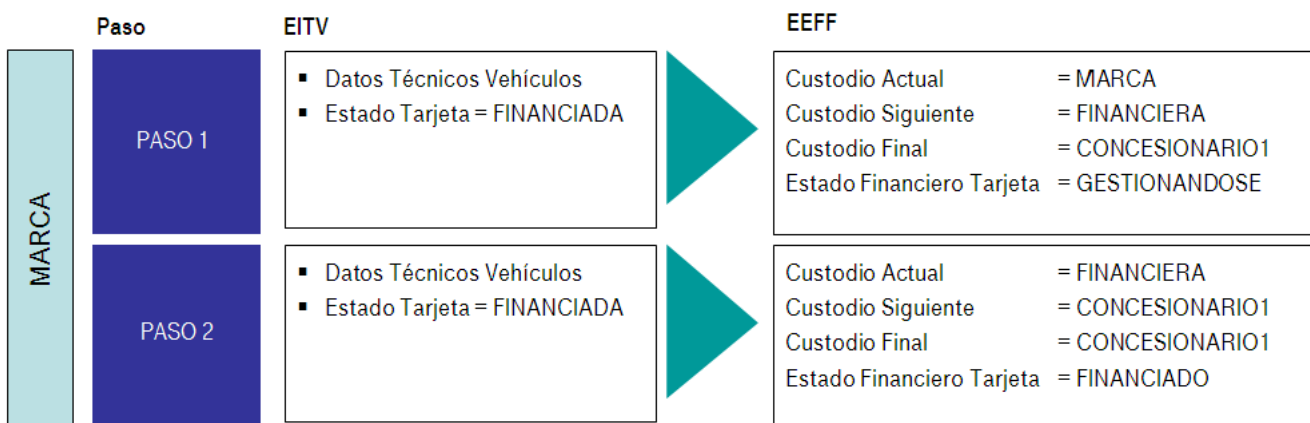 Paso EITV EEFF
MARCA
PASO 1
▪ Datos Técnicos Vehículos
▪ Estado Tarjeta = FINANCIADA
Custodio Actual = MARCA
Custodio Siguiente = FINANCIERA
Custodio Final = CONCESIONARIO1
Estado Financiero Tarjeta = GESTIONANDOSE
PASO 2
▪ Datos Técnicos Vehículos
▪ Estado Tarjeta = FINANCIADA
Custodio Actual = FINANCIERA
Custodio Siguiente = CONCESIONARIO1
Custodio Final = CONCESIONARIO1
Estado Financiero Tarjeta = FINANCIADO